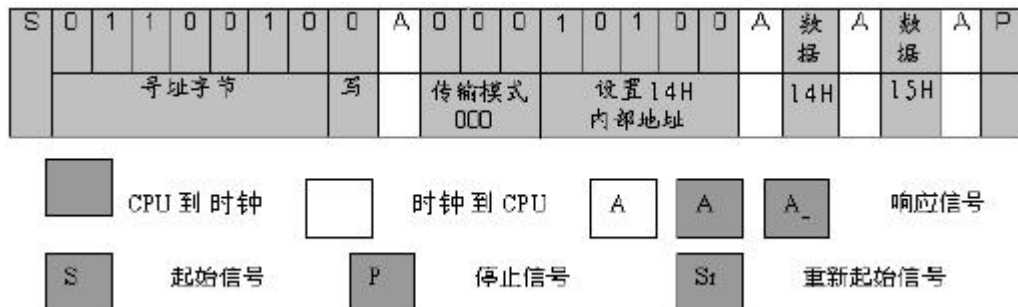 S 0 1 1 0 0 1 0 0 A 0 0 0 1 0 1 0 0 A 数据 A 数据 A P
寻址字节 写 传输模式 000 设置14H 内部地址 14H 15H
CPU 到 时钟 时钟 到 CPU A A A_ 响应信号
S 起始信号 P 停止信号 St 重新起始信号